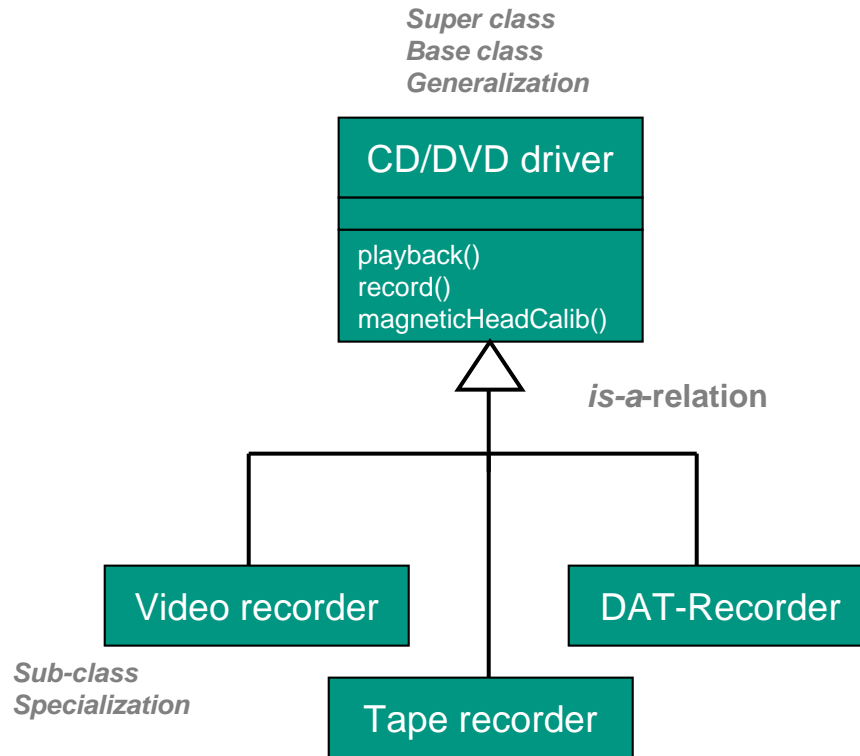 Super class
Base class
Generalization
CD/DVD driver
playback()
record()
magneticHeadCalib()
is-a-relation
Video recorder
DAT-Recorder
Sub-class
Specialization
Tape recorder